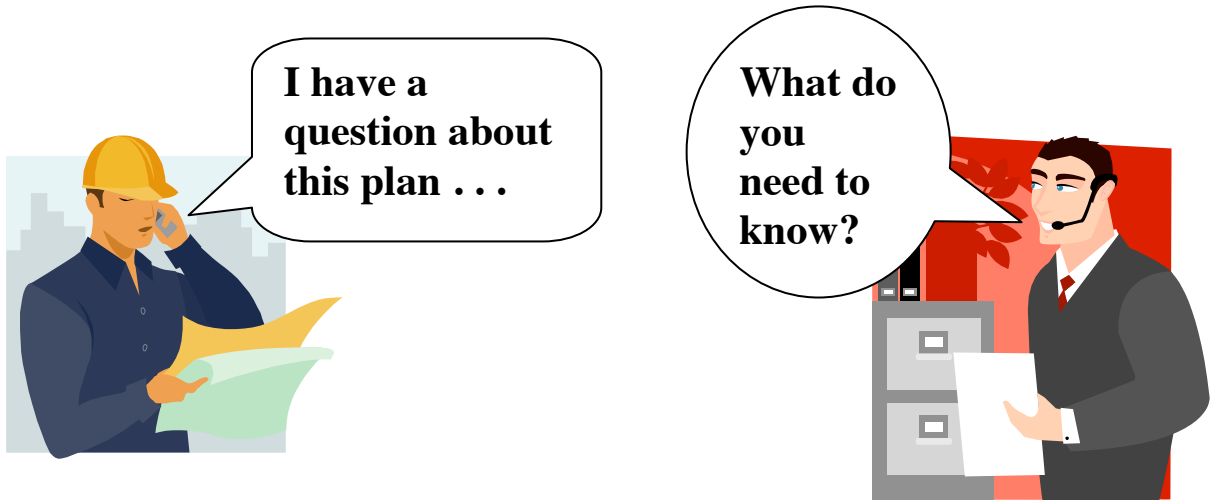 I have a
question about
this plan . . .
What do
you
need to
know?